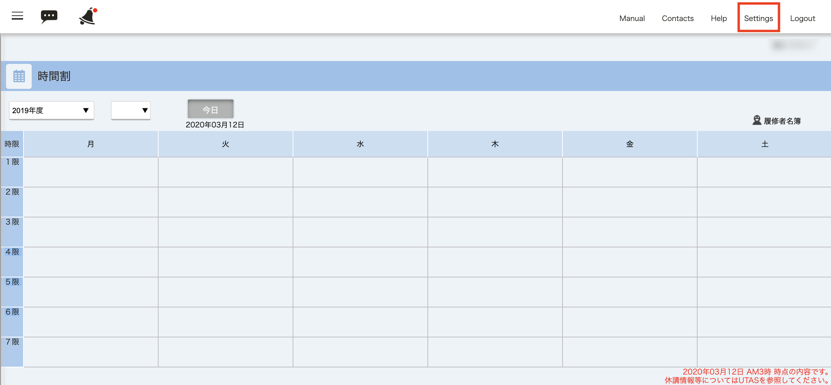 Manual Contacts Help Settings Logout
時間割
2019年度 ▼ ▼ 今日
2020年03月12日
履修者名簿
時限 月 火 水 木 金 土
1限
2限
3限
4限
5限
6限
7限
2020年03月12日 AM3時 時点の内容です。
休講情報等についてはUTASを参照してください。